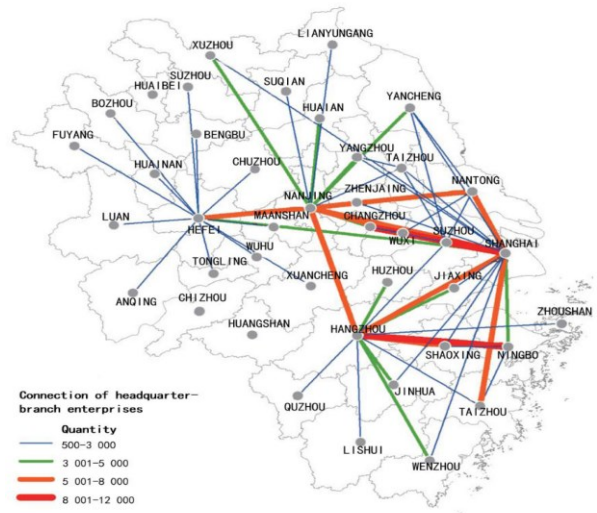 LIANYUNGANG
XUZHOU
SUZHOU
HUAIBEI
SUQIAN
BOZHOU
HUAIAN
YANCHENG
FUYANG
BENGBU
YANGZHOU
TAIZHOU
HUAINAN
CHUZHOU
NANTONG
NANJING
ZHENJAING
LUAN
MAANSHAN
CHANGZHOU
HEFEI
WUXI
SUZHOU
SHANGHAI
WUHU
TONGLING
HUZHOU
JIAXING
XUANCHENG
ANQING
CHIZHOU
ZHOUSHAN
HUANGSHAN
HANGZHOU
SHAOXING
NINGBO
JINHUA
QUZHOU
TAIZHOU
LISHUI
WENZHOU
Connection of headquarter-
branch enterprises
Quantity
500-3 000
3 001-5 000
5 001-8 000
8 001-12 000